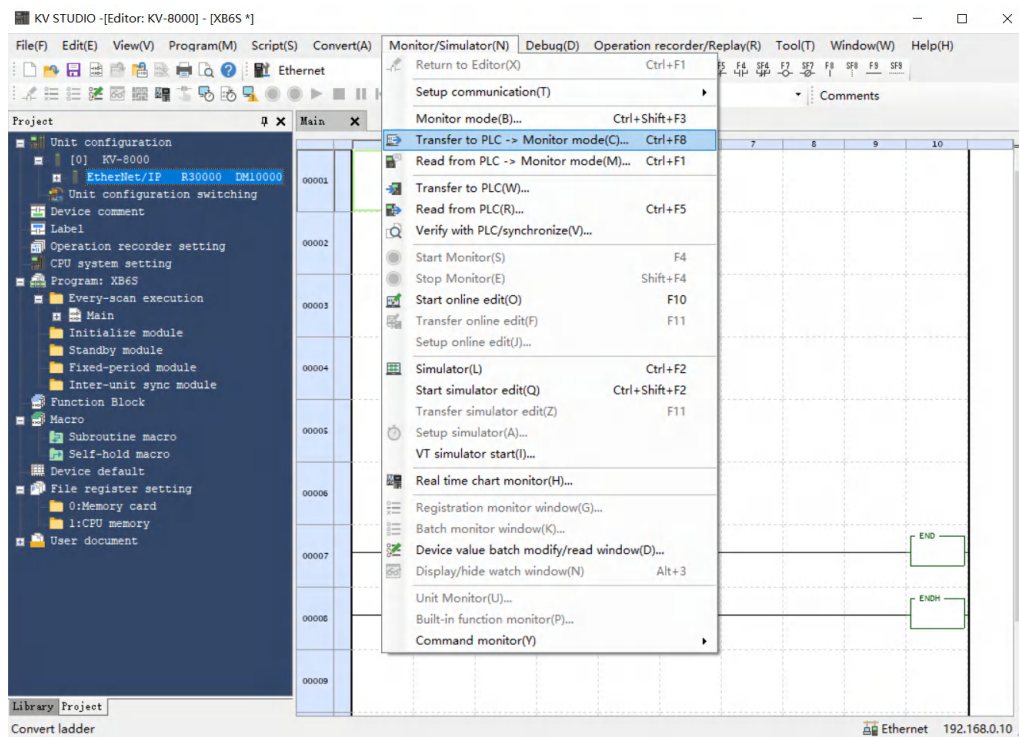 KV STUDIO -[Editor: KV-8000] - [XB6S *]
File(F) Edit(E) View(V) Program(M) Script(S) Convert(A) Monitor/Simulator(N) Debug(D) Operation recorder/Replay(R) Tool(T) Window(W) Help(H)
Ethernet
F5 SF5 F4 SF4 F7 SF7 F8 SF8 F9 SF9
Comments
Project
Main
Unit configuration
[0] KV-8000
EtherNet/IP R30000 DM10000
Unit configuration switching
Device comment
Label
Operation recorder setting
CPU system setting
Program: XB6S
Every-scan execution
Main
Initialize module
Standby module
Fixed-period module
Inter-unit sync module
Function Block
Macro
Subroutine macro
Self-hold macro
Device default
File register setting
0:Memory card
1:CPU memory
User document
Library Project
Return to Editor(X) Ctrl+F1
Setup communication(T)
Monitor mode(B)... Ctrl+Shift+F3
Transfer to PLC -> Monitor mode(C)... Ctrl+F8
Read from PLC -> Monitor mode(M)... Ctrl+F1
Transfer to PLC(W)...
Read from PLC(R)... Ctrl+F5
Verify with PLC/synchronize(V)...
Start Monitor(S) F4
Stop Monitor(E) Shift+F4
Start online edit(O) F10
Transfer online edit(F) F11
Setup online edit(J)...
Simulator(L) Ctrl+F2
Start simulator edit(Q) Ctrl+Shift+F2
Transfer simulator edit(Z) F11
Setup simulator(A)...
VT simulator start(I)...
Real time chart monitor(H)...
Registration monitor window(G)...
Batch monitor window(K)...
Device value batch modify/read window(D)...
Display/hide watch window(N) Alt+3
Unit Monitor(U)...
Built-in function monitor(P)...
Command monitor(Y)
7 8 9 10
00001
00002
00003
00004
00005
00006
00007
END
00008
ENDH
00009
Convert ladder
Ethernet 192.168.0.10